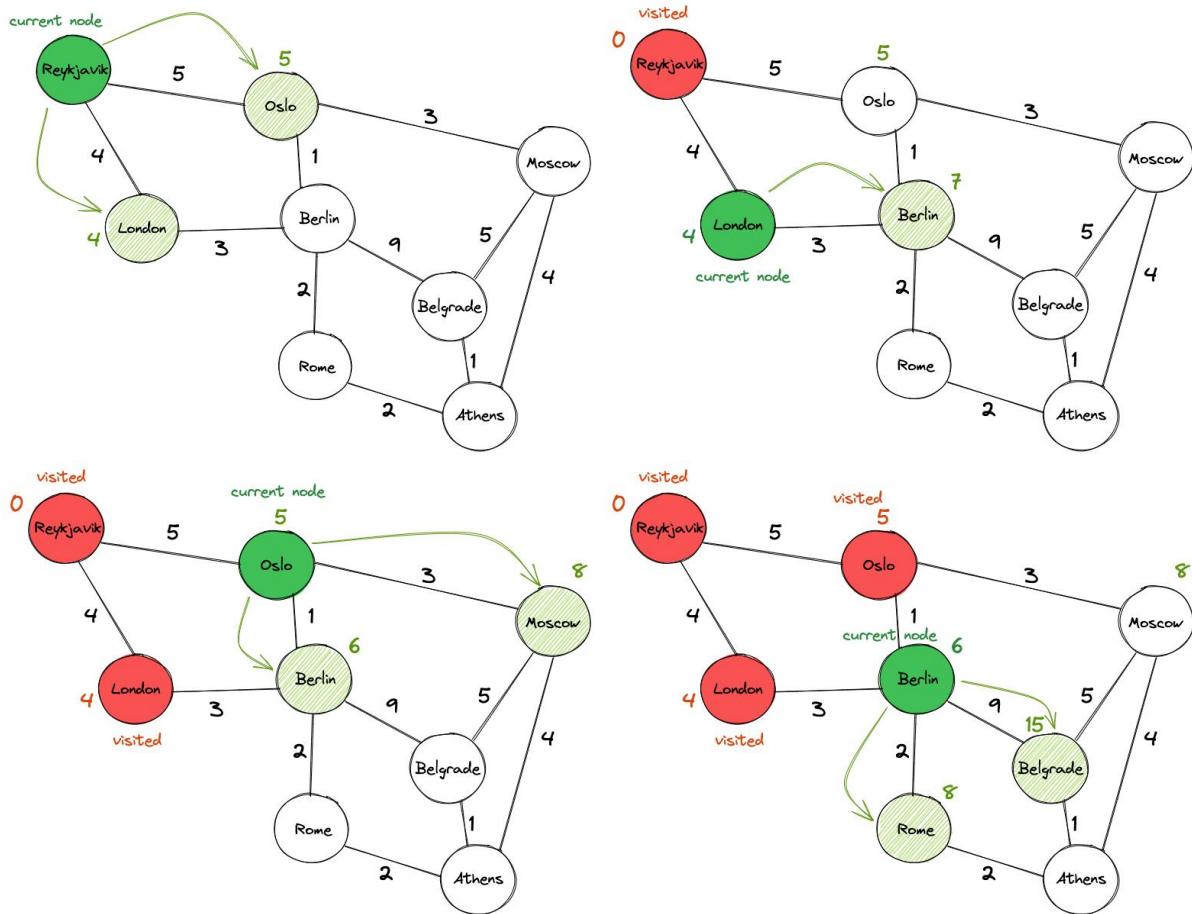 current node
Reykjavik
5
5
Oslo
3
4
1
Moscow
London
4
3
Berlin
9
5
4
2
Belgrade
Rome
1
2
Athens
visited
0
Reykjavik
5
5
Oslo
3
4
1
Moscow
London
4
3
Berlin
7
current node
9
5
4
2
Belgrade
Rome
1
2
Athens
visited
0
Reykjavik
5
current node
5
Oslo
3
8
Moscow
4
1
London
4
visited
3
Berlin
6
9
5
4
2
Belgrade
Rome
1
2
Athens
visited
0
Reykjavik
5
visited
5
Oslo
3
8
Moscow
4
1
current node
London
4
visited
3
Berlin
6
9
15
5
4
2
Belgrade
Rome
8
1
2
Athens